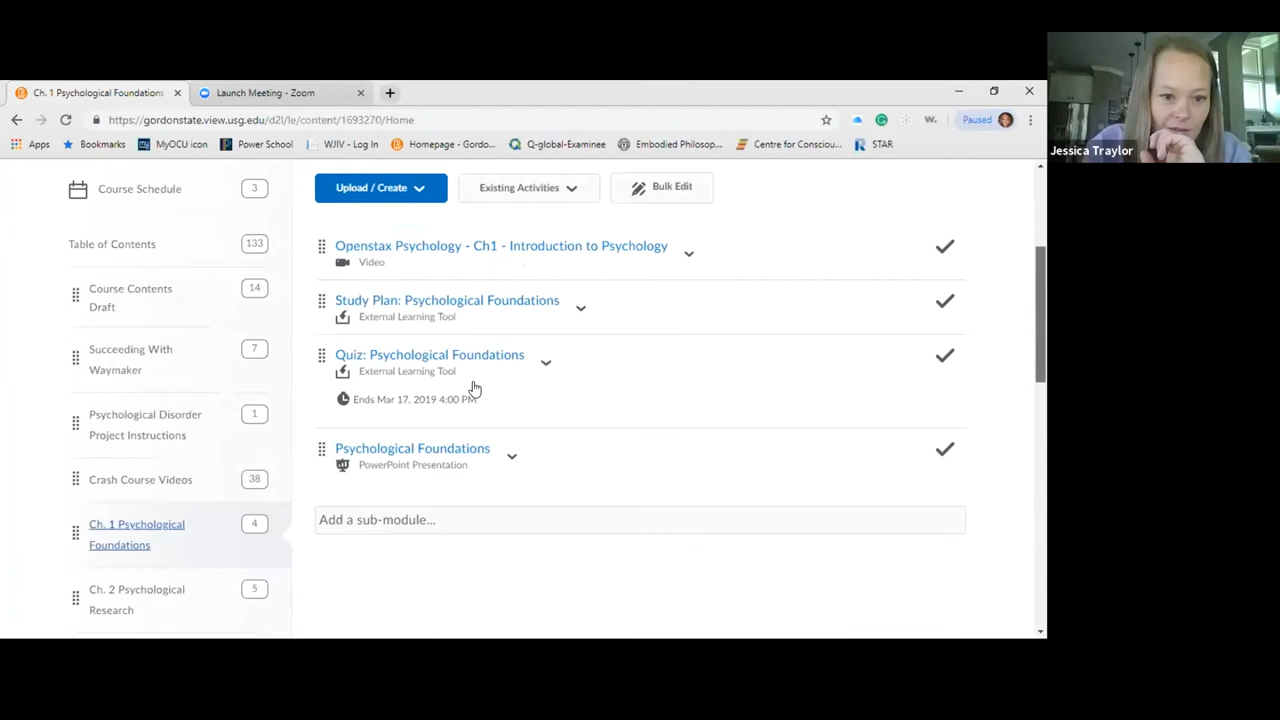 Ch. 1 Psychological Foundations
Launch Meeting - Zoom
https://gordonstate.view.usg.edu/d2l/le/content/1693270/Home
Paused
Apps
Bookmarks
MyOCU icon
Power School
WJIV - Log In
Homepage - Gordo...
Q-global-Examinee
Embodied Philosop...
Centre for Consciou...
STAR
Jessica Traylor
Course Schedule
3
Table of Contents
133
Course Contents
Draft
14
Succeeding With
Waymaker
7
Psychological Disorder
Project Instructions
1
Crash Course Videos
38
Ch. 1 Psychological
Foundations
4
Ch. 2 Psychological
Research
5
Upload / Create
Existing Activities
Bulk Edit
Openstax Psychology - Ch1 - Introduction to Psychology
Video
Study Plan: Psychological Foundations
External Learning Tool
Quiz: Psychological Foundations
External Learning Tool
Ends Mar 17, 2019 4:00 PM
Psychological Foundations
PowerPoint Presentation
Add a sub-module...